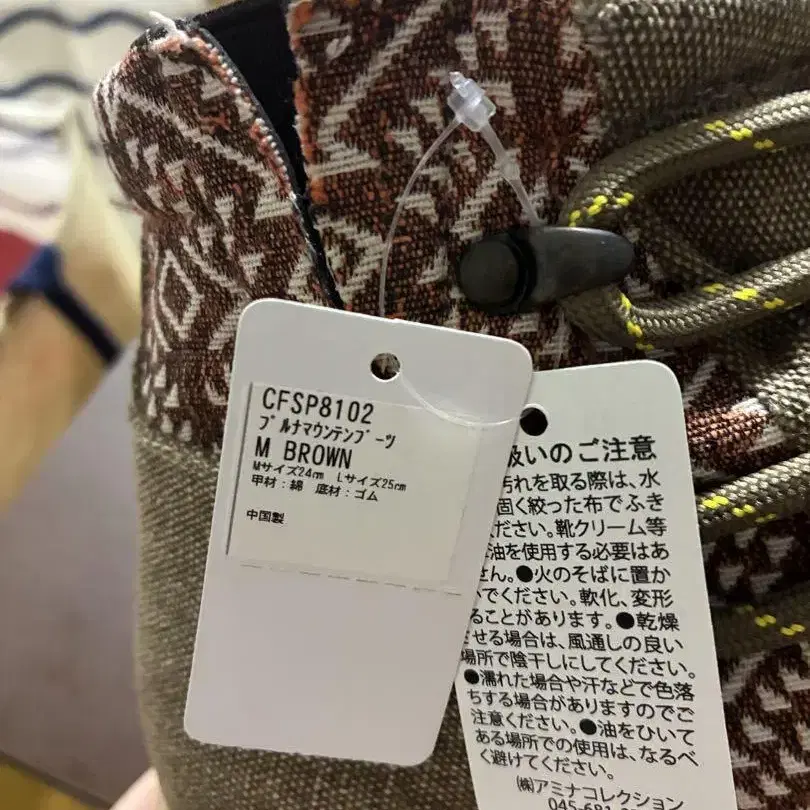 CFSP8102
ブルナマウンテンブーツ
M BROWN
Mサイズ24cm Lサイズ25cm
甲材:綿 底材:ゴム
中国製
扱いのご注意
汚れを取る際は、水
固く絞った布でふき
ださい。靴クリーム等
油を使用する必要はあ
せん。●火のそばに置か
でください。軟化、変形
ることがあります。●乾燥
させる場合は、風通しの良い
場所で陰干しにしてください。
●濡れた場合や汗などで色落
ちする場合がありますのでご
注意ください。●油をひいて
ある場所での使用は、なるべ
く避けてください。
㈱アミナコレクション